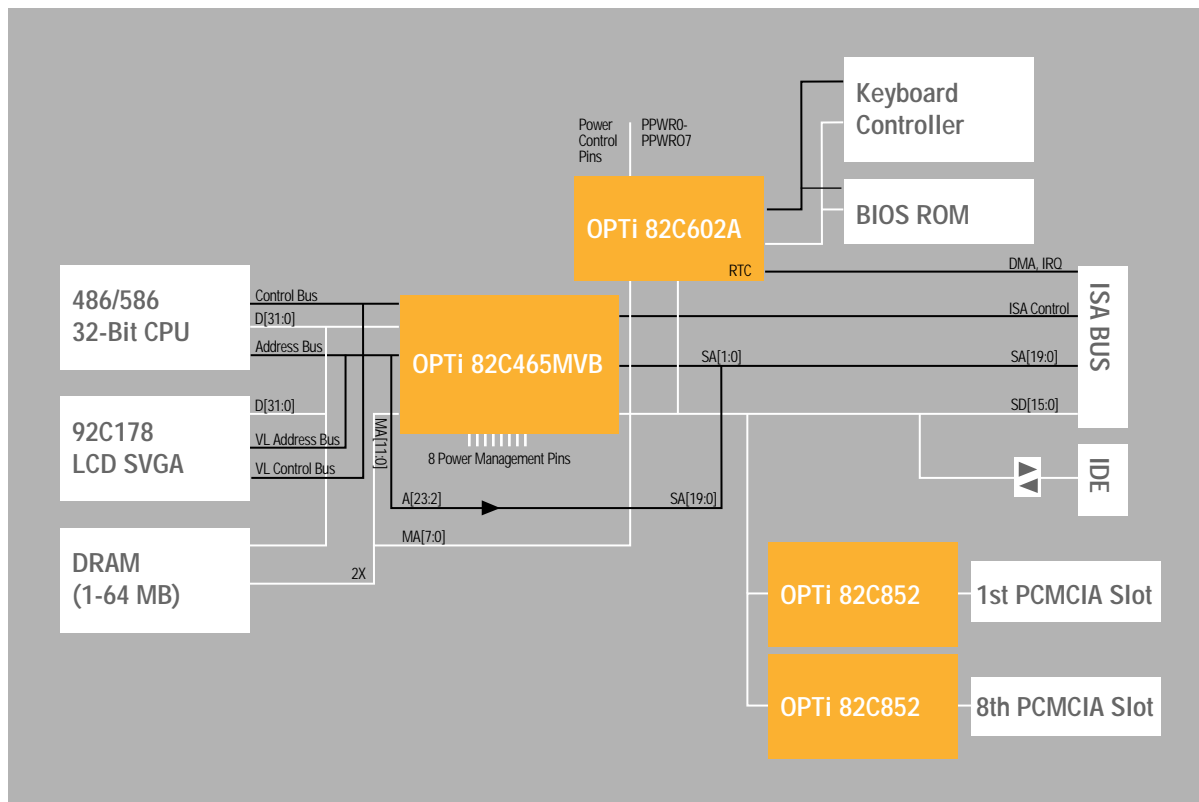 Keyboard
Controller
Power
Control
Pins
PPWR0-
PPWRO7
BIOS ROM
OPTi 82C602A
RTC
DMA, IRQ
486/586
32-Bit CPU
Control Bus
D[31:0]
Address Bus
OPTi 82C465MVB
ISA Control
SA[1:0]
SA[19:0]
SD[15:0]
ISA BUS
92C178
LCD SVGA
D[31:0]
VL Address Bus
VL Control Bus
MA[11:0]
8 Power Management Pins
A[23:2]
SA[19:0]
IDE
DRAM
(1-64 MB)
MA[7:0]
2X
OPTi 82C852
1st PCMCIA Slot
OPTi 82C852
8th PCMCIA Slot